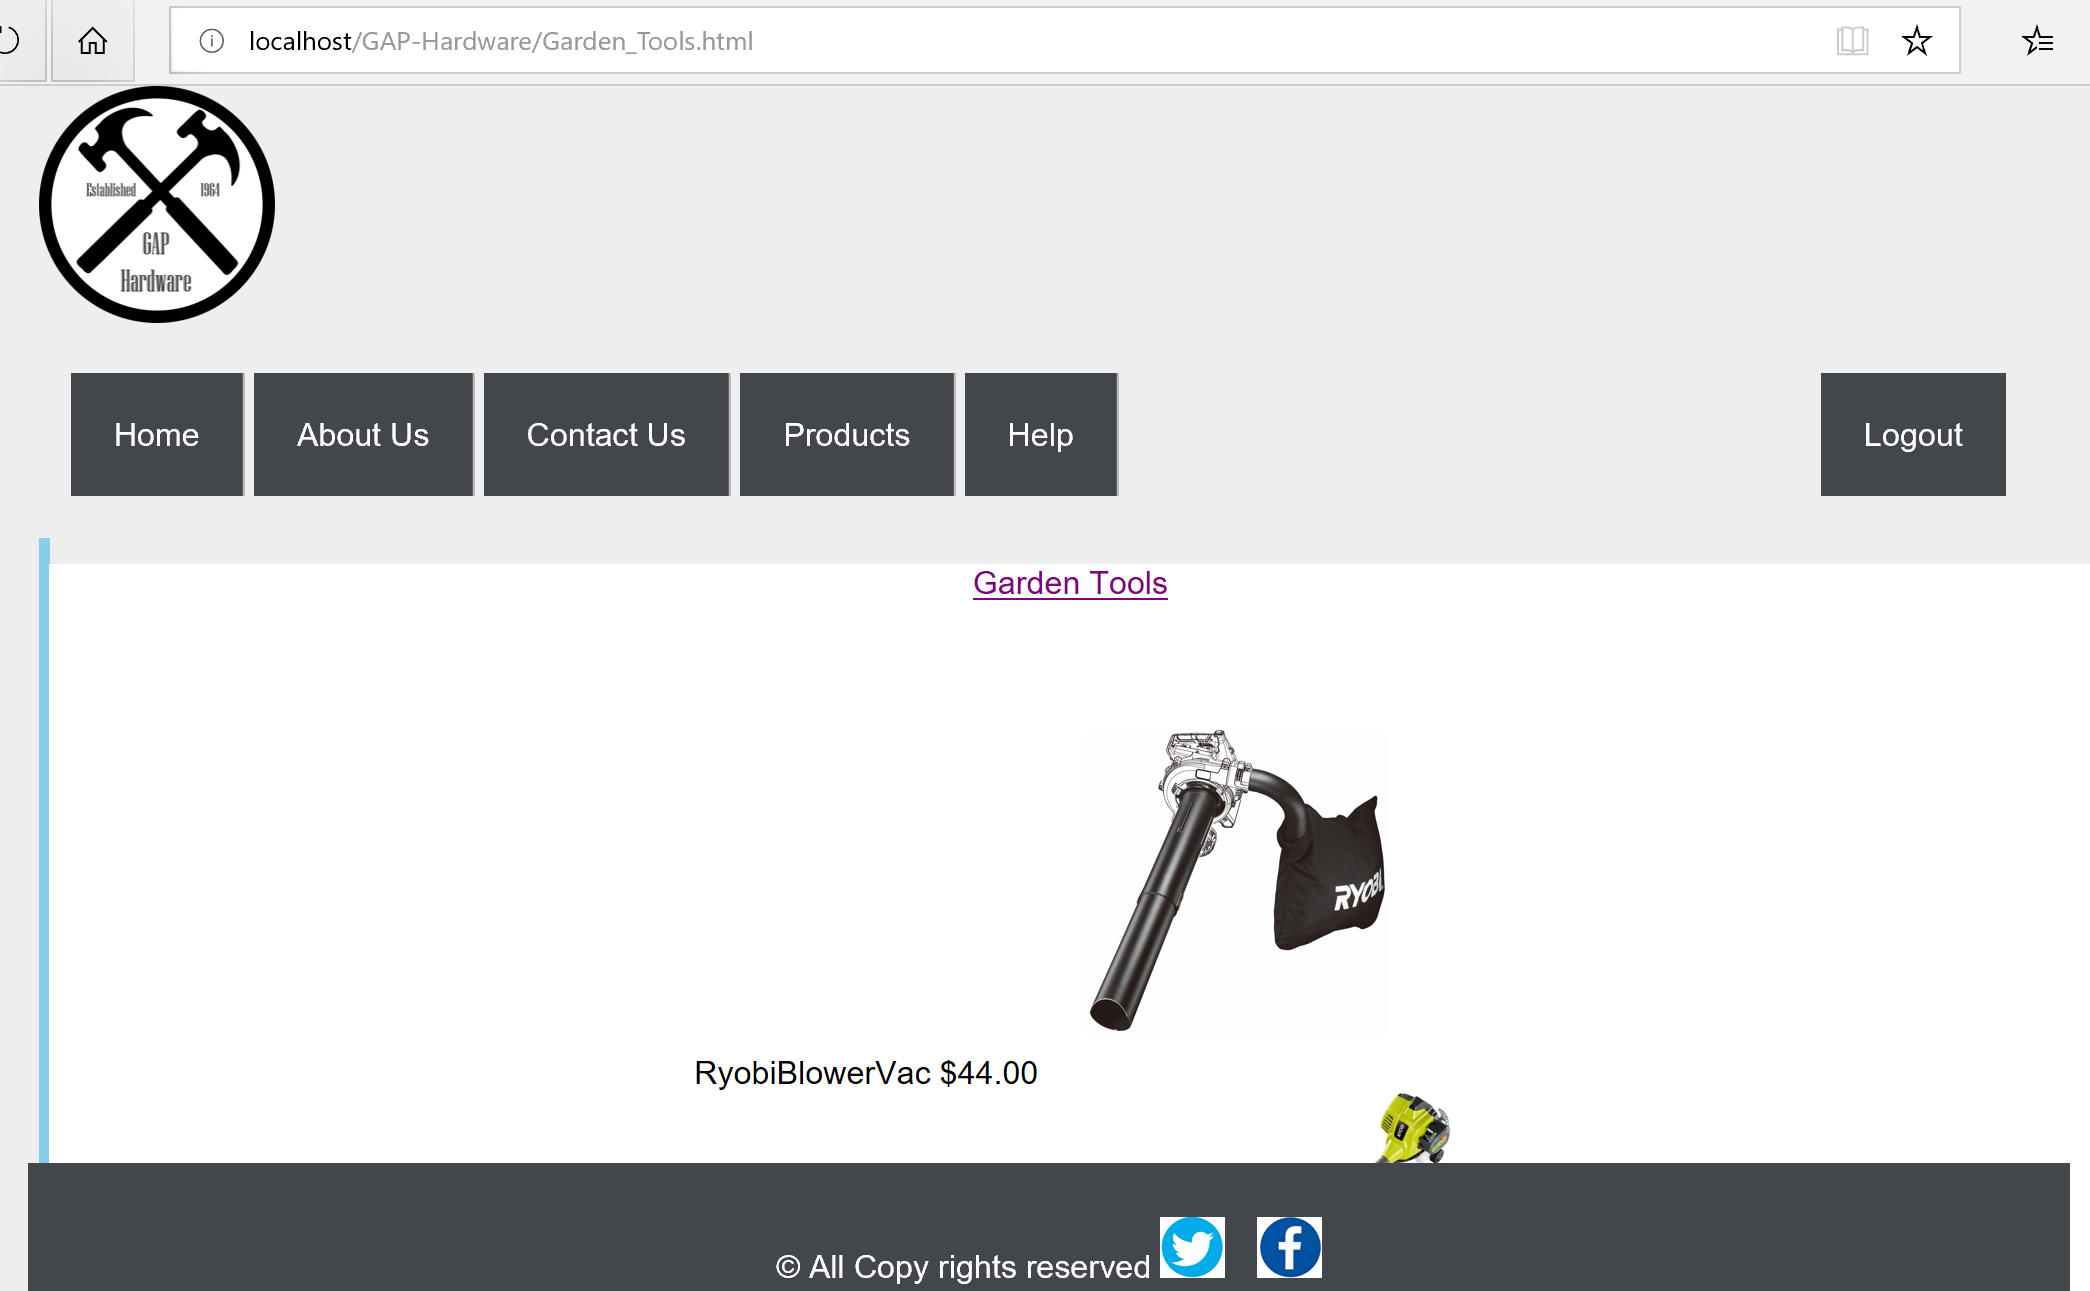 localhost/GAP-Hardware/Garden_Tools.html
Established 1964
GAP
Hardware
Home About Us Contact Us Products Help Logout
Garden Tools
RYOBI
RyobiBlowerVac $44.00
© All Copy rights reserved